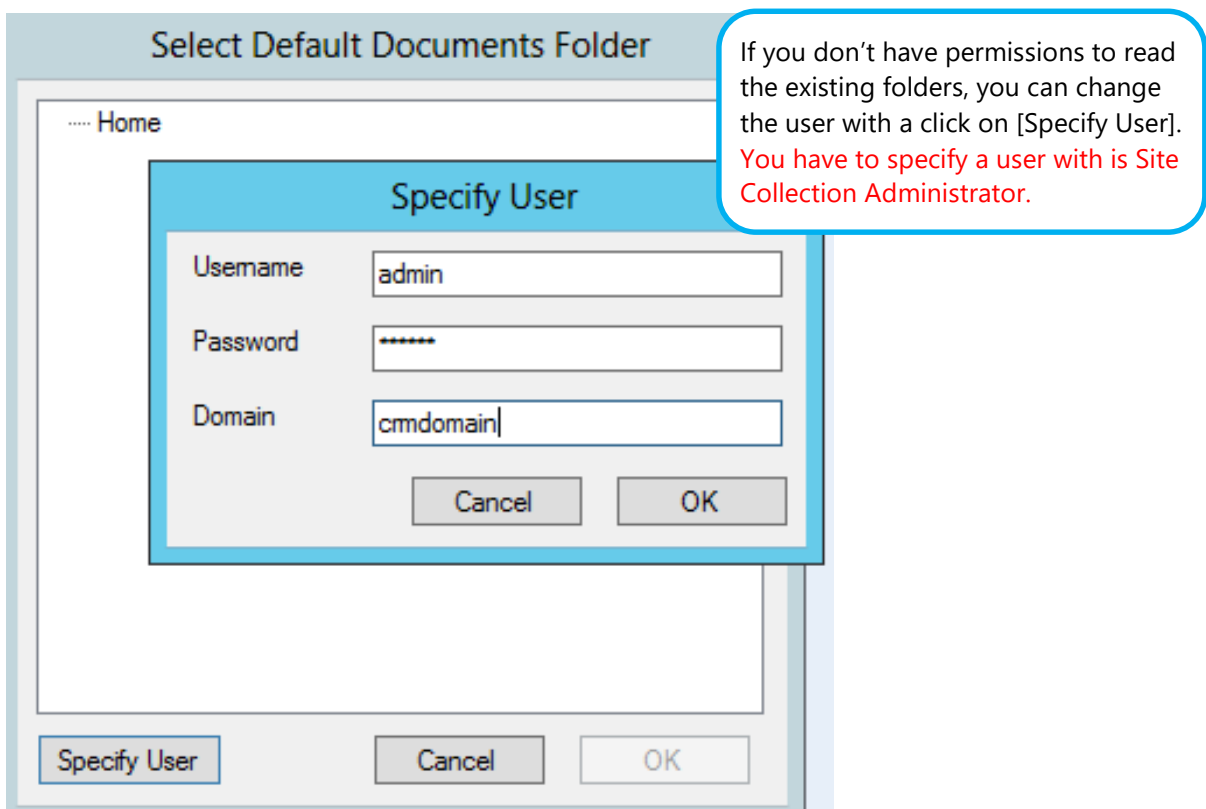 Select Default Documents Folder
If you don't have permissions to read
the existing folders, you can change
the user with a click on [Specify User].
You have to specify a user with is Site
Collection Administrator.
Home
Specify User
Username
admin
Password
******
Domain
crmdomain
Cancel
OK
Specify User
Cancel
OK